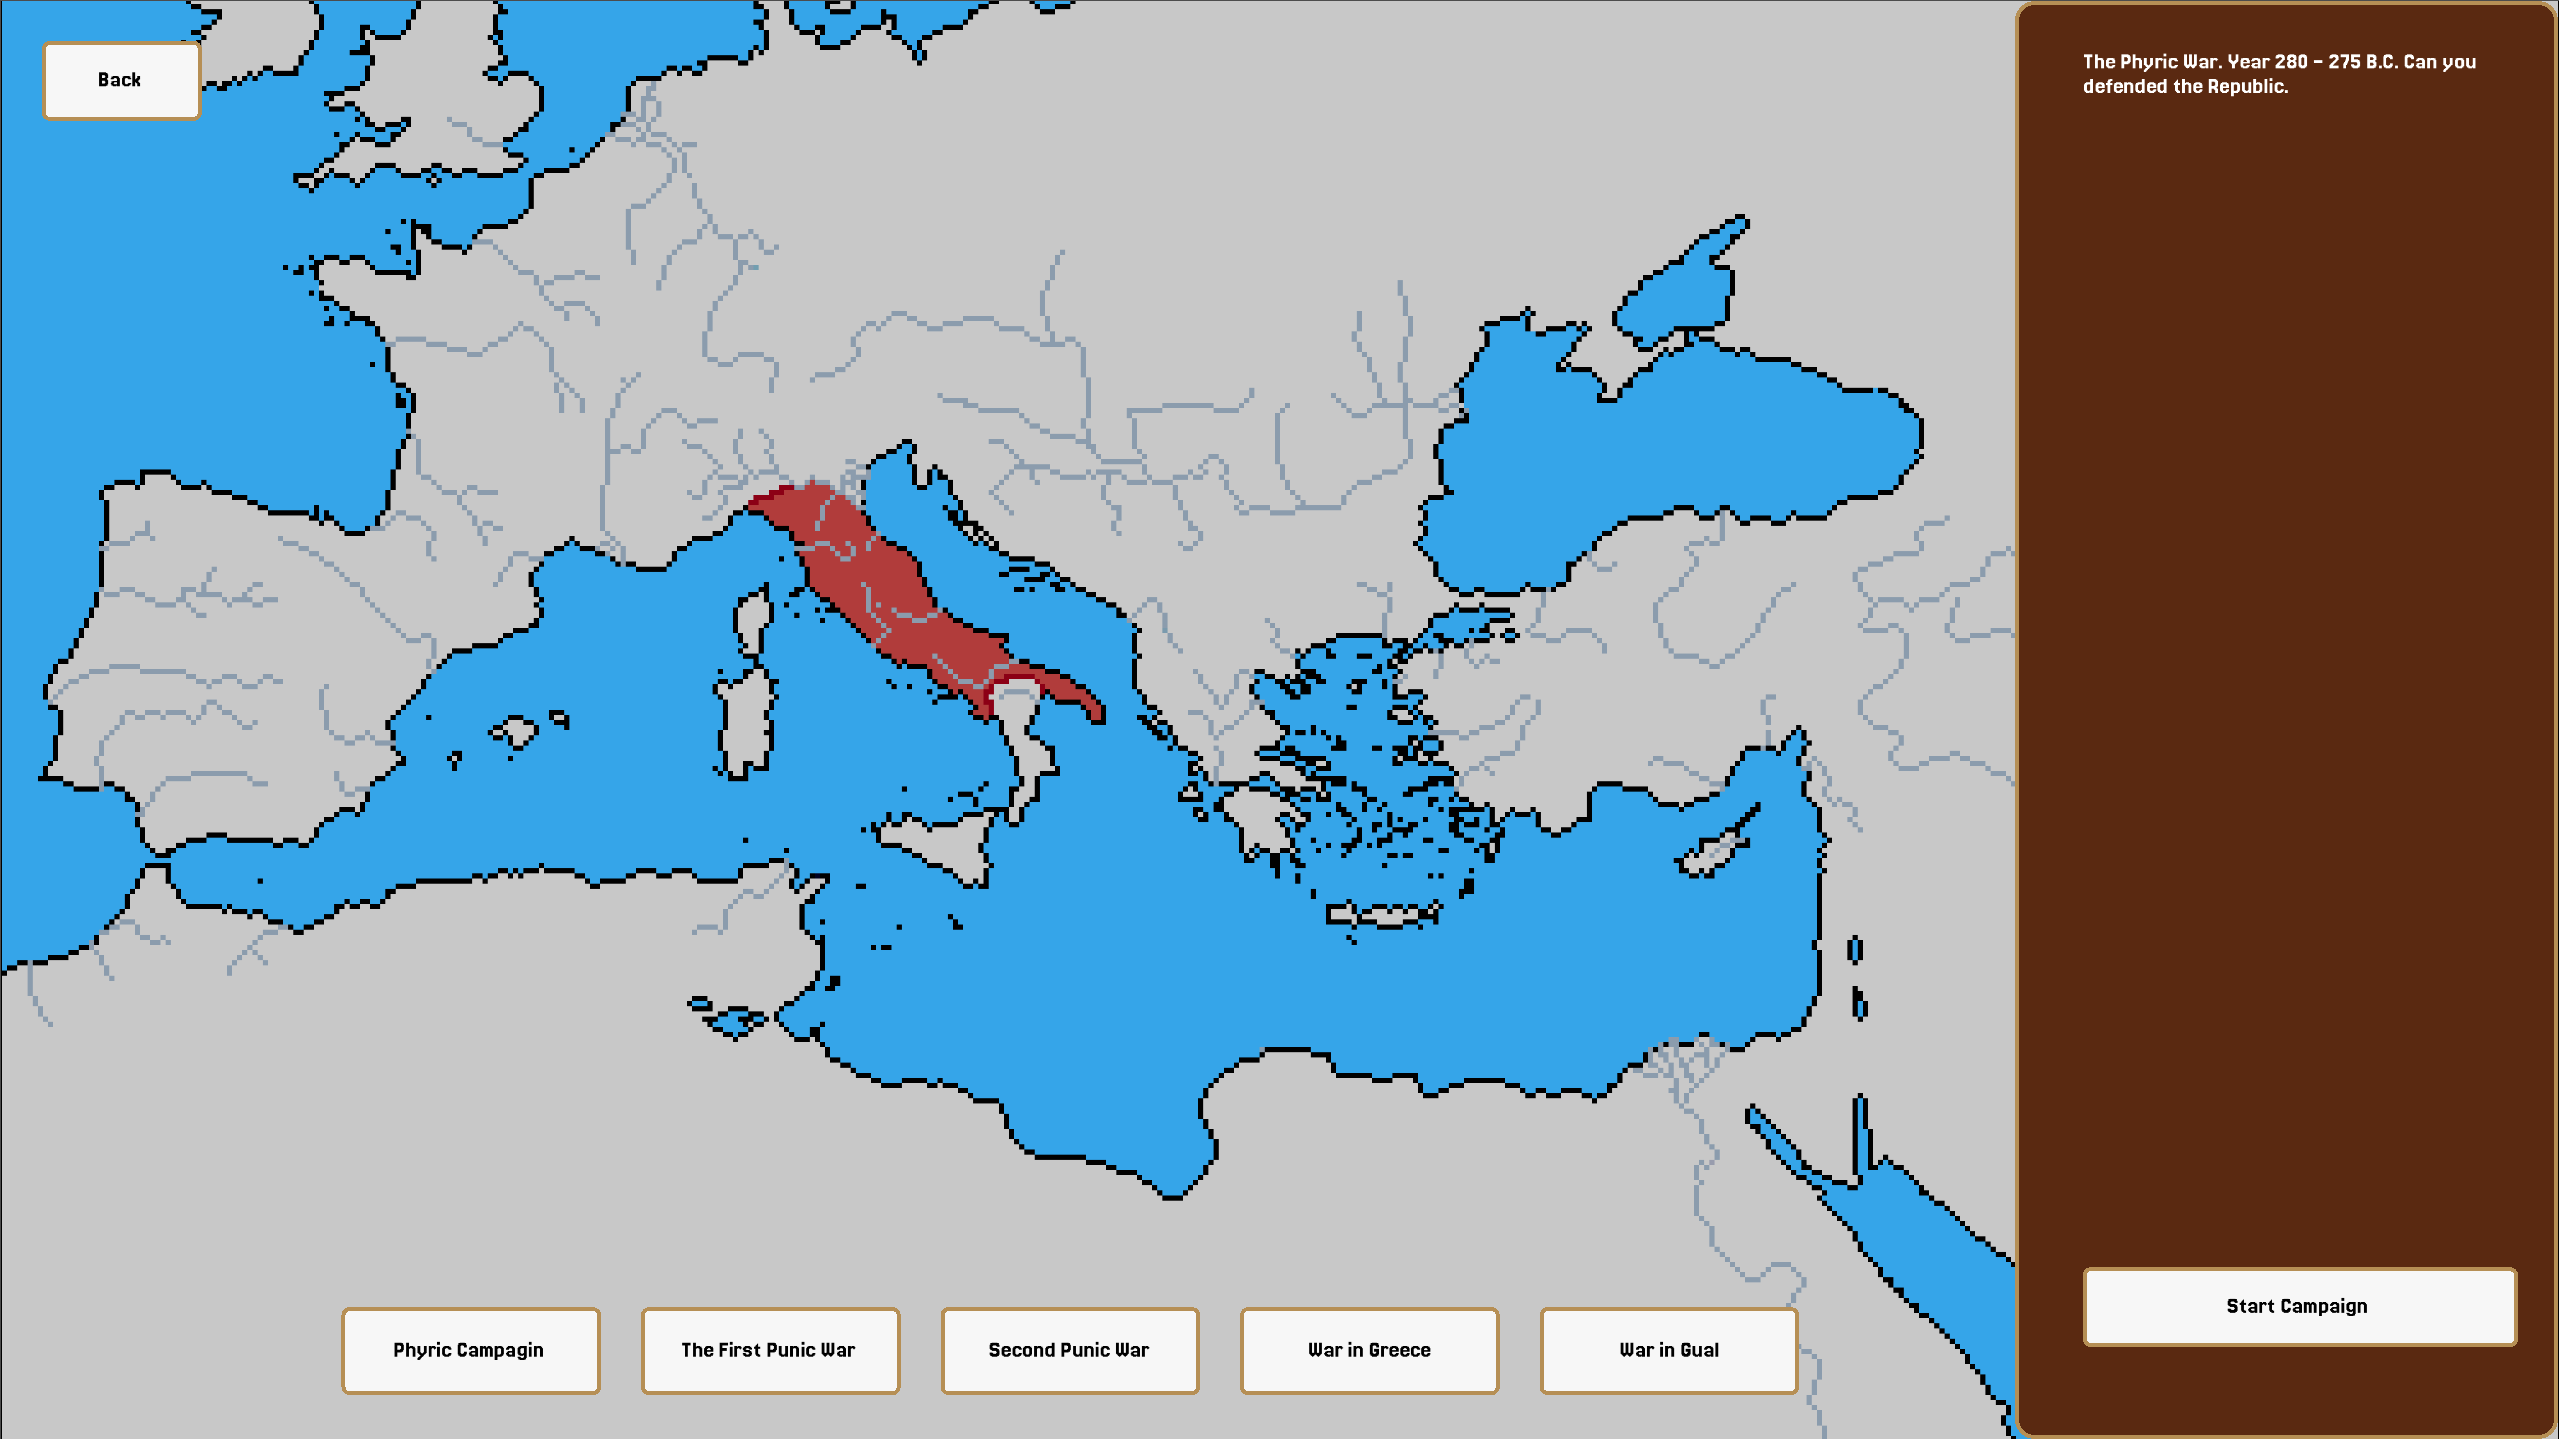 Back
The Phyric War. Year 280 - 275 B.C. Can you
defended the Republic.
Start Campaign
Phyric Campagin
The First Punic War
Second Punic War
War in Greece
War in Gual